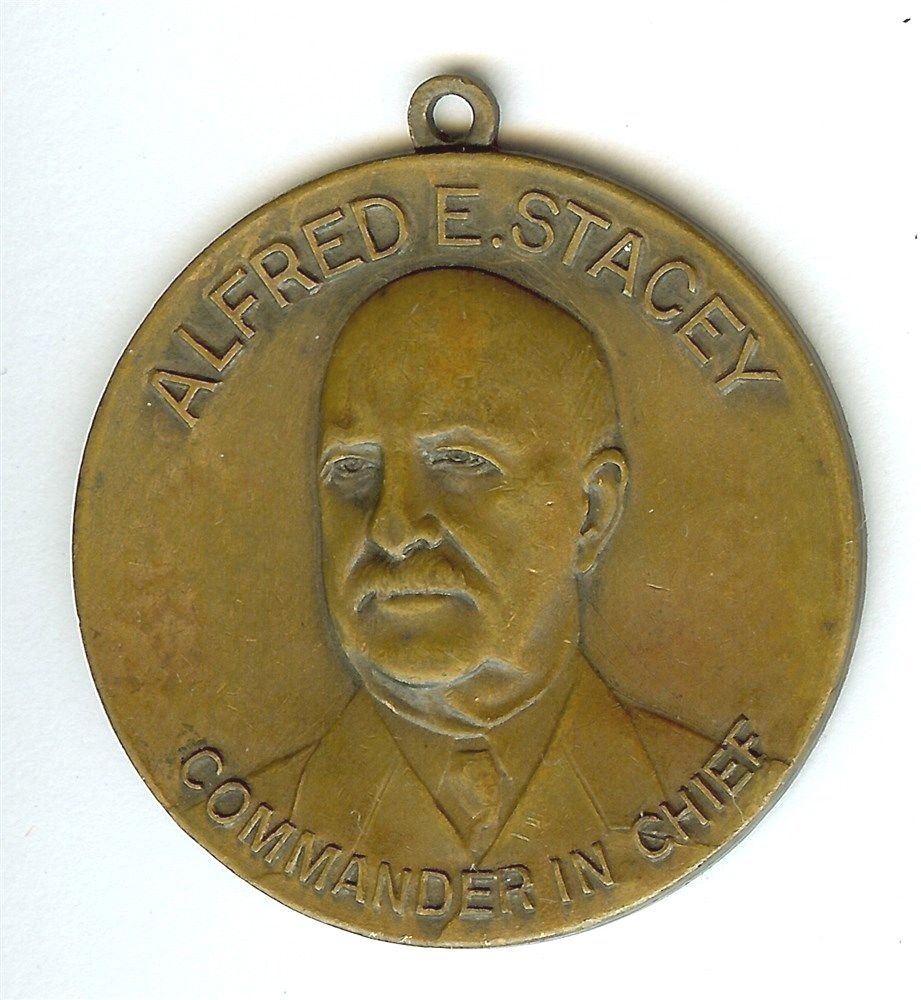 ALFRED E. STACEY
COMMANDER IN CHIEF